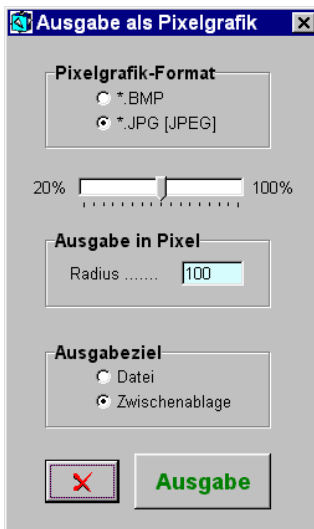 Ausgabe als Pixelgrafik
Pixelgrafik-Format
*.BMP
*.JPG [JPEG]
20% 100%
Ausgabe in Pixel
Radius ....... 100
Ausgabeziel
Datei
Zwischenablage
Ausgabe